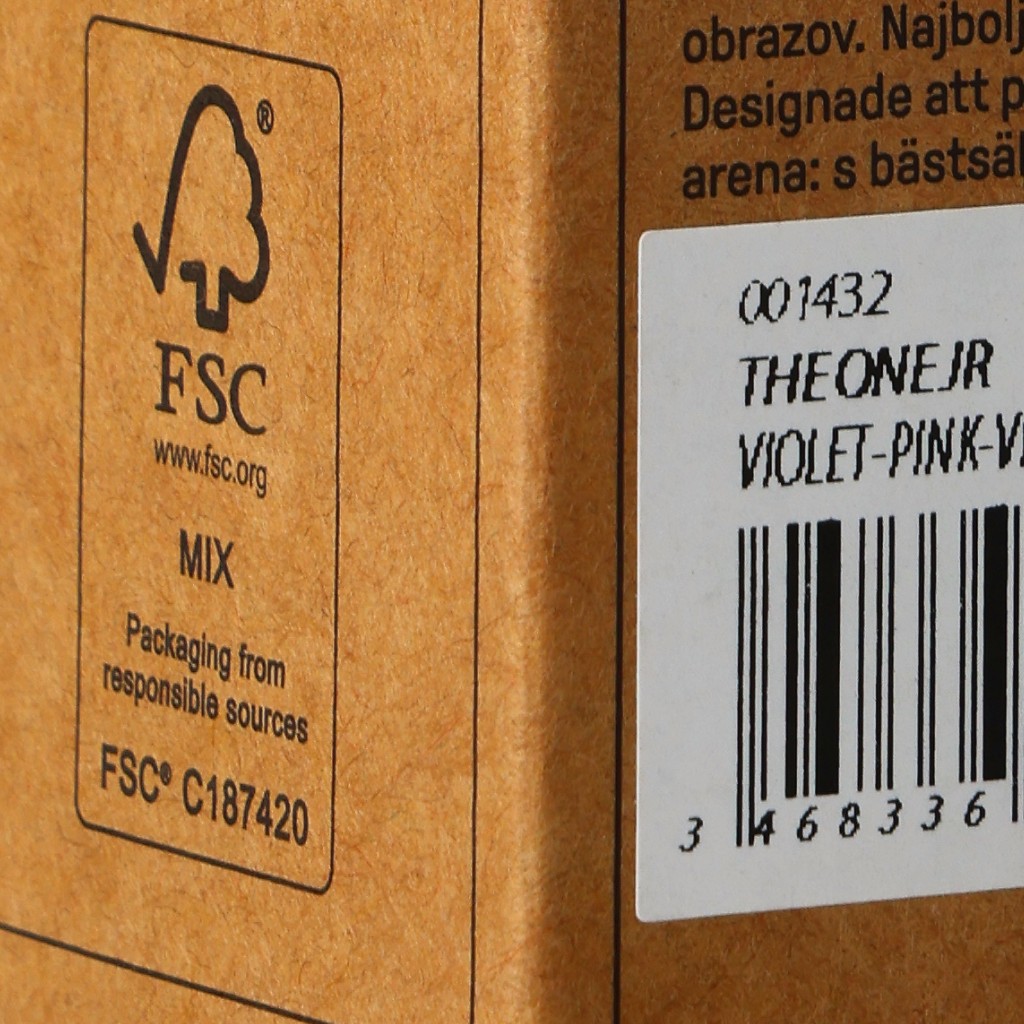 ®
FSC
www.fsc.org
MIX
Packaging from
responsible sources
FSC® C187420
obrazov. Najbolj
Designade att p
arena: s bästsäl
001432
THEONEJR
VIOLET-PINK-V
3 468336